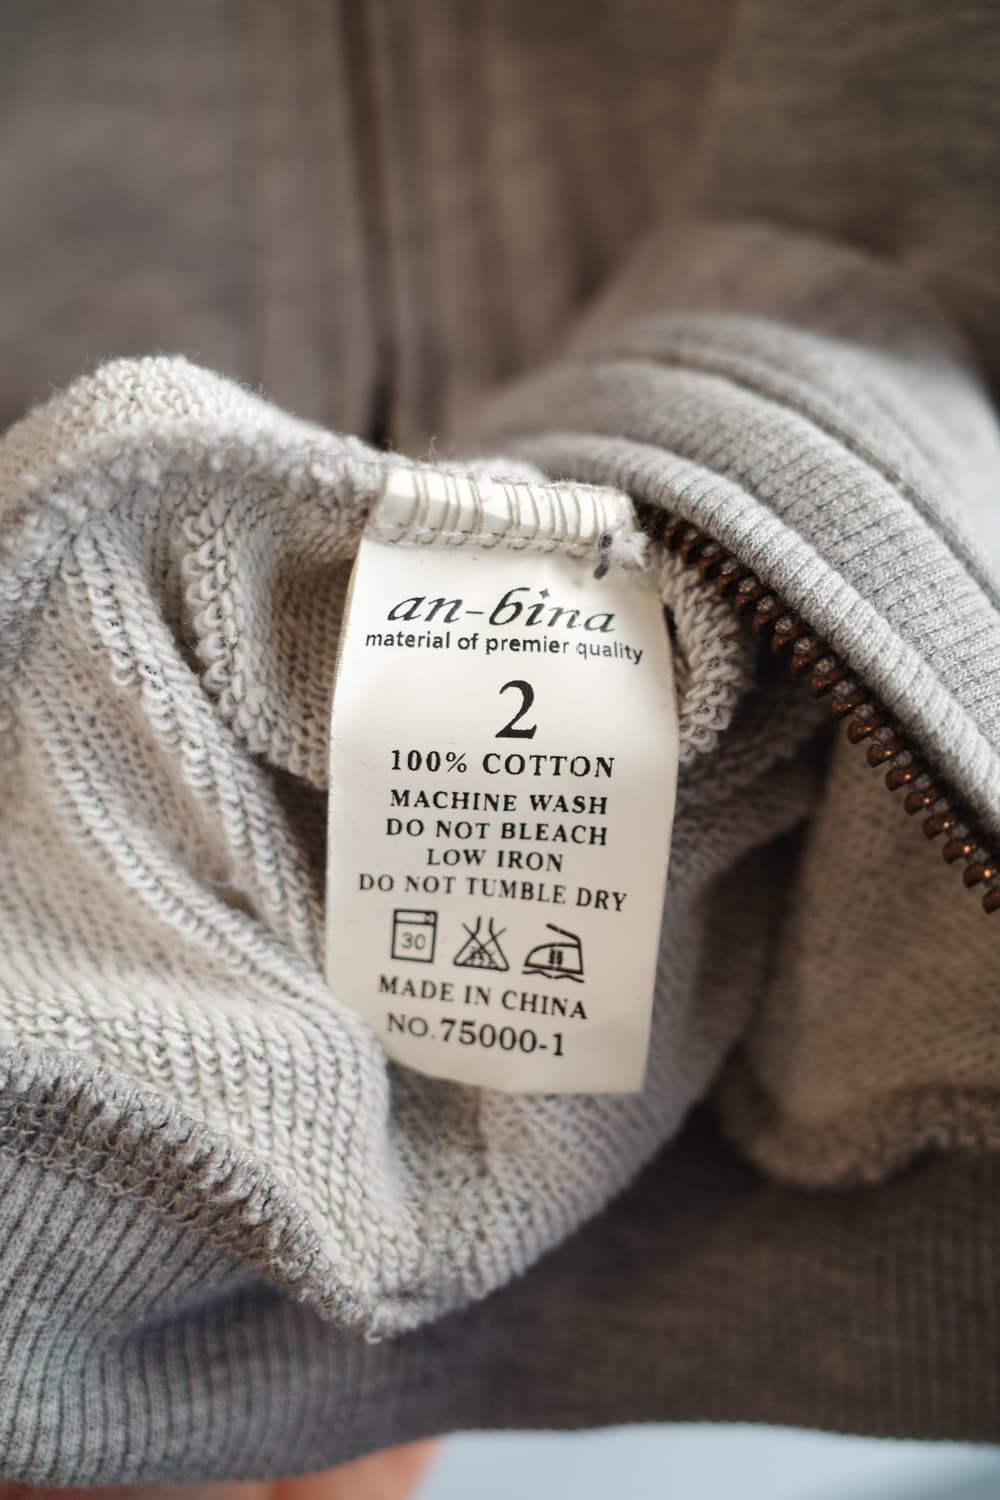 an-bina
material of premier quality
2
100% COTTON
MACHINE WASH
DO NOT BLEACH
LOW IRON
DO NOT TUMBLE DRY
30
MADE IN CHINA
NO.75000-1